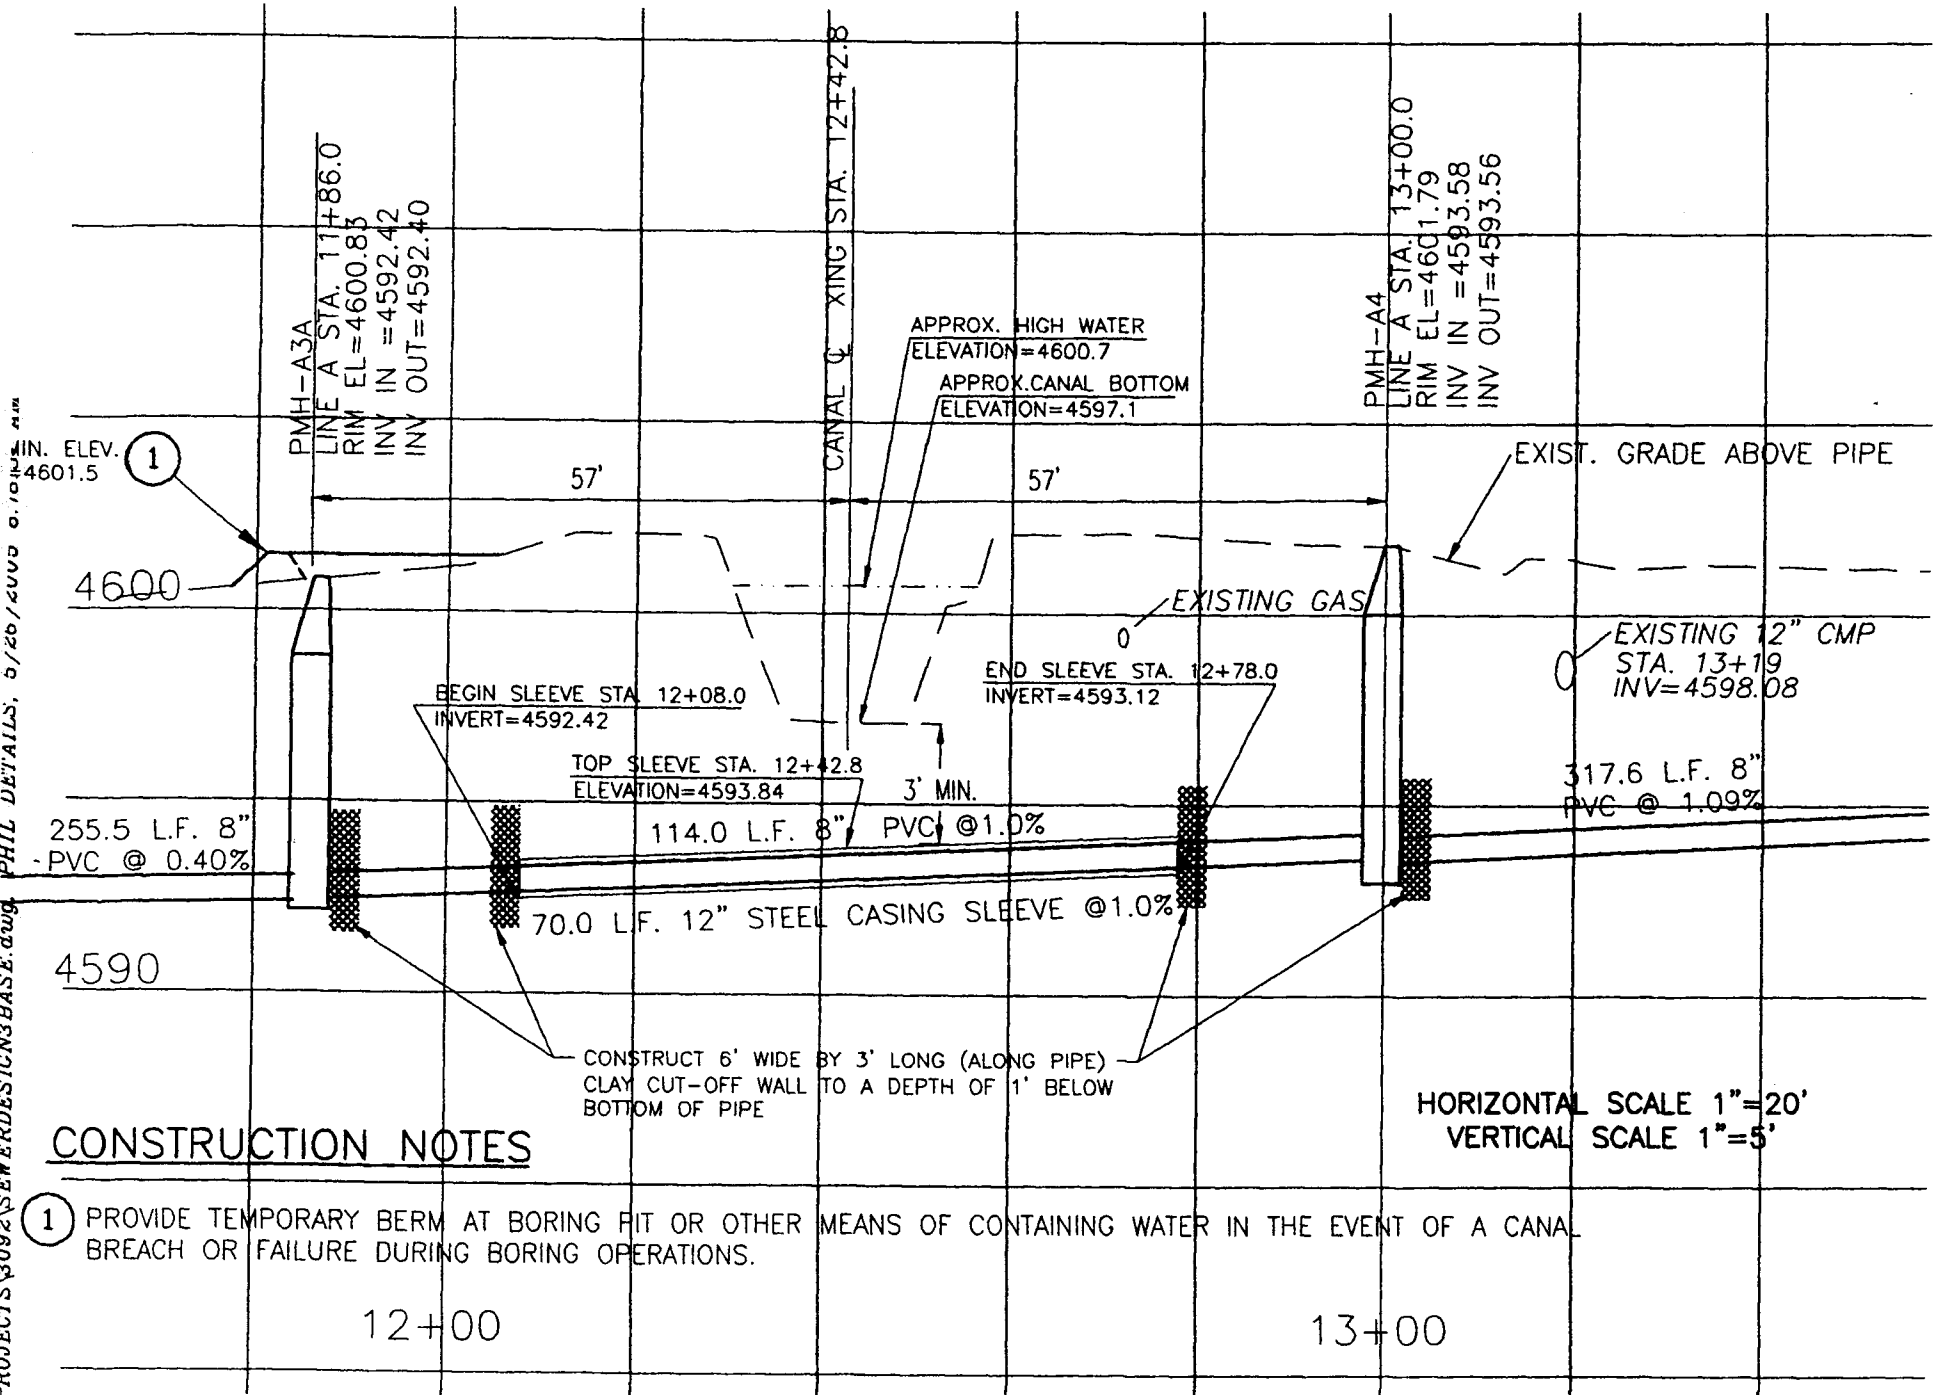 PMH-A3A
LINE A STA. 11+86.0
RIM EL=4600.83
INV IN =4592.42
INV OUT=4592.40
CANAL ℄ XING STA. 12+42.8
PMH-A4
LINE A STA. 13+00.0
RIM EL=4601.79
INV IN =4593.58
INV OUT=4593.56
APPROX. HIGH WATER
ELEVATION=4600.7
APPROX.CANAL BOTTOM
ELEVATION=4597.1
IN. ELEV.
4601.5
1
57'
57'
EXIST. GRADE ABOVE PIPE
4600
EXISTING GAS
EXISTING 12" CMP
STA. 13+19
INV=4598.08
BEGIN SLEEVE STA. 12+08.0
INVERT=4592.42
END SLEEVE STA. 12+78.0
INVERT=4593.12
TOP SLEEVE STA. 12+42.8
ELEVATION=4593.84
3' MIN.
317.6 L.F. 8"
PVC @ 1.09%
255.5 L.F. 8"
PVC @ 0.40%
114.0 L.F. 8" PVC @1.0%
70.0 L.F. 12" STEEL CASING SLEEVE @1.0%
4590
CONSTRUCT 6' WIDE BY 3' LONG (ALONG PIPE)
CLAY CUT-OFF WALL TO A DEPTH OF 1' BELOW
BOTTOM OF PIPE
HORIZONTAL SCALE 1"=20'
VERTICAL SCALE 1"=5'
CONSTRUCTION NOTES
1 PROVIDE TEMPORARY BERM AT BORING PIT OR OTHER MEANS OF CONTAINING WATER IN THE EVENT OF A CANAL
BREACH OR FAILURE DURING BORING OPERATIONS.
12+00
13+00
PROJECTS\3092\SEWERDESIGN3BASE.dwg, PHIL DETAILS, 5/26/2005